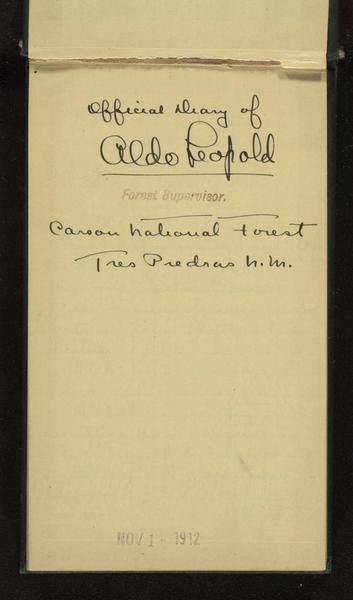 Official Diary of
Aldo Leopold
Forest Supervisor.
Carson National Forest
Tres Piedras N.M.
NOV 1 - 1912